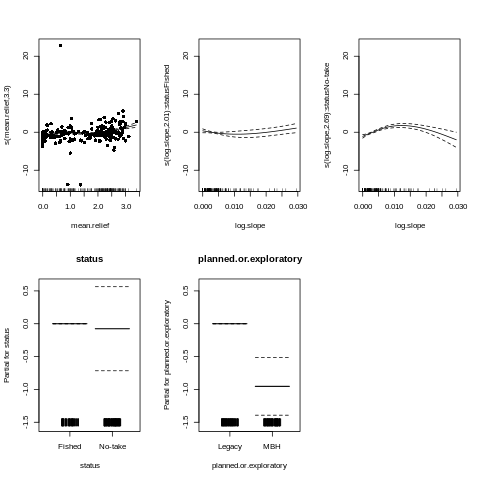 s(mean.relief,3.3)
20
10
0
-10
0.0 1.0 2.0 3.0
mean.relief
s(log.slope,2.01):statusFished
20
10
0
-10
0.000 0.010 0.020 0.030
log.slope
s(log.slope,2.69):statusNo-take
20
10
0
-10
0.000 0.010 0.020 0.030
log.slope
status
Partial for status
0.5
0.0
-0.5
-1.0
-1.5
Fished No-take
status
planned.or.exploratory
Partial for planned.or.exploratory
0.5
0.0
-0.5
-1.0
-1.5
Legacy MBH
planned.or.exploratory